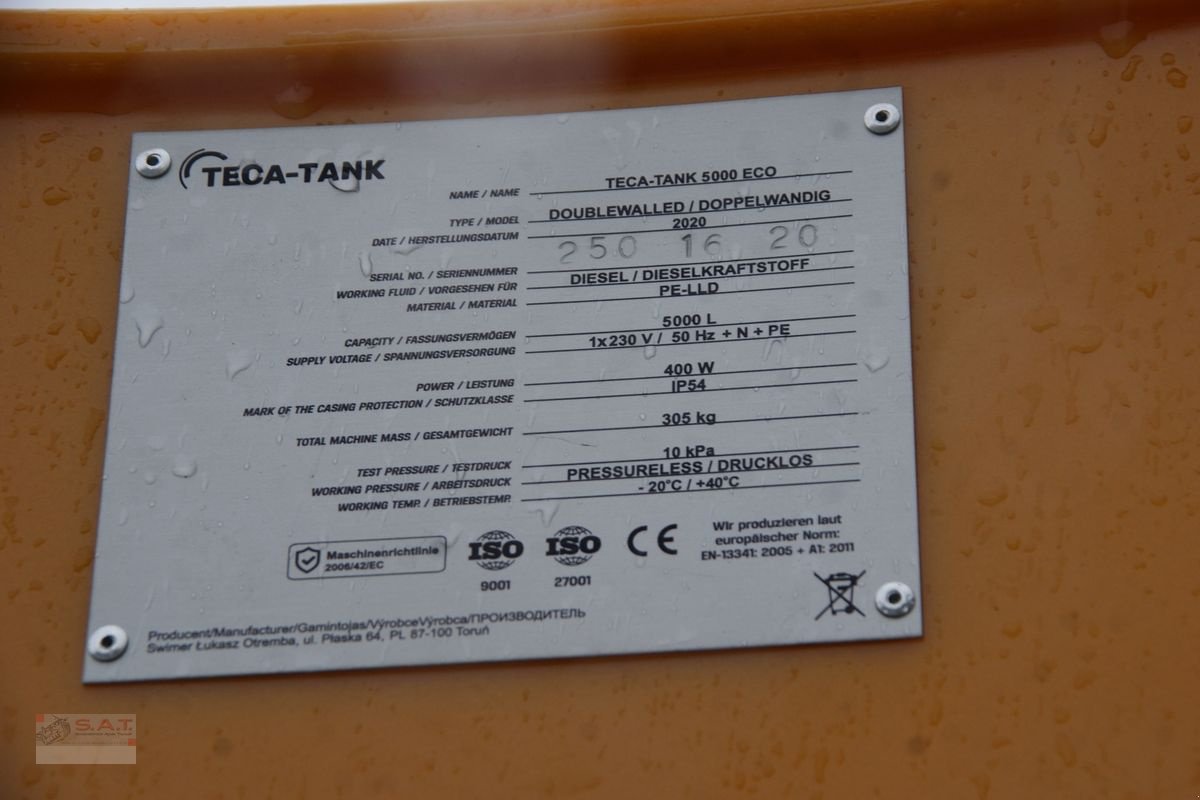 TECA-TANK
NAME / NAME TECA-TANK 5000 ECO
TYPE / MODEL DOUBLEWALLED / DOPPELWANDIG
DATE / HERSTELLUNGSDATUM 2020
SERIAL NO. / SERIENNUMMER 250 16 20
WORKING FLUID / VORGESEHEN FÜR DIESEL / DIESELKRAFTSTOFF
MATERIAL / MATERIAL PE-LLD
CAPACITY / FASSUNGSVERMÖGEN 5000 L
SUPPLY VOLTAGE / SPANNUNGSVERSORGUNG 1x230 V / 50 Hz + N + PE
POWER / LEISTUNG 400 W
MARK OF THE CASING PROTECTION / SCHUTZKLASSE IP54
TOTAL MACHINE MASS / GESAMTGEWICHT 305 kg
TEST PRESSURE / TESTDRUCK 10 kPa
WORKING PRESSURE / ARBEITSDRUCK PRESSURELESS / DRUCKLOS
WORKING TEMP. / BETRIEBSTEMP. - 20°C / +40°C
Maschinenrichtlinie
2006/42/EC
ISO
9001
ISO
27001
CE
Wir produzieren laut
europäischer Norm:
EN-13341: 2005 + A1: 2011
Producent/Manufacturer/Gamintojas/VýrobceVýrobca/ПРОИЗВОДИТЕЛЬ
Swimer Łukasz Otremba, ul. Płaska 64, PL 87-100 Toruń
S.A.T.